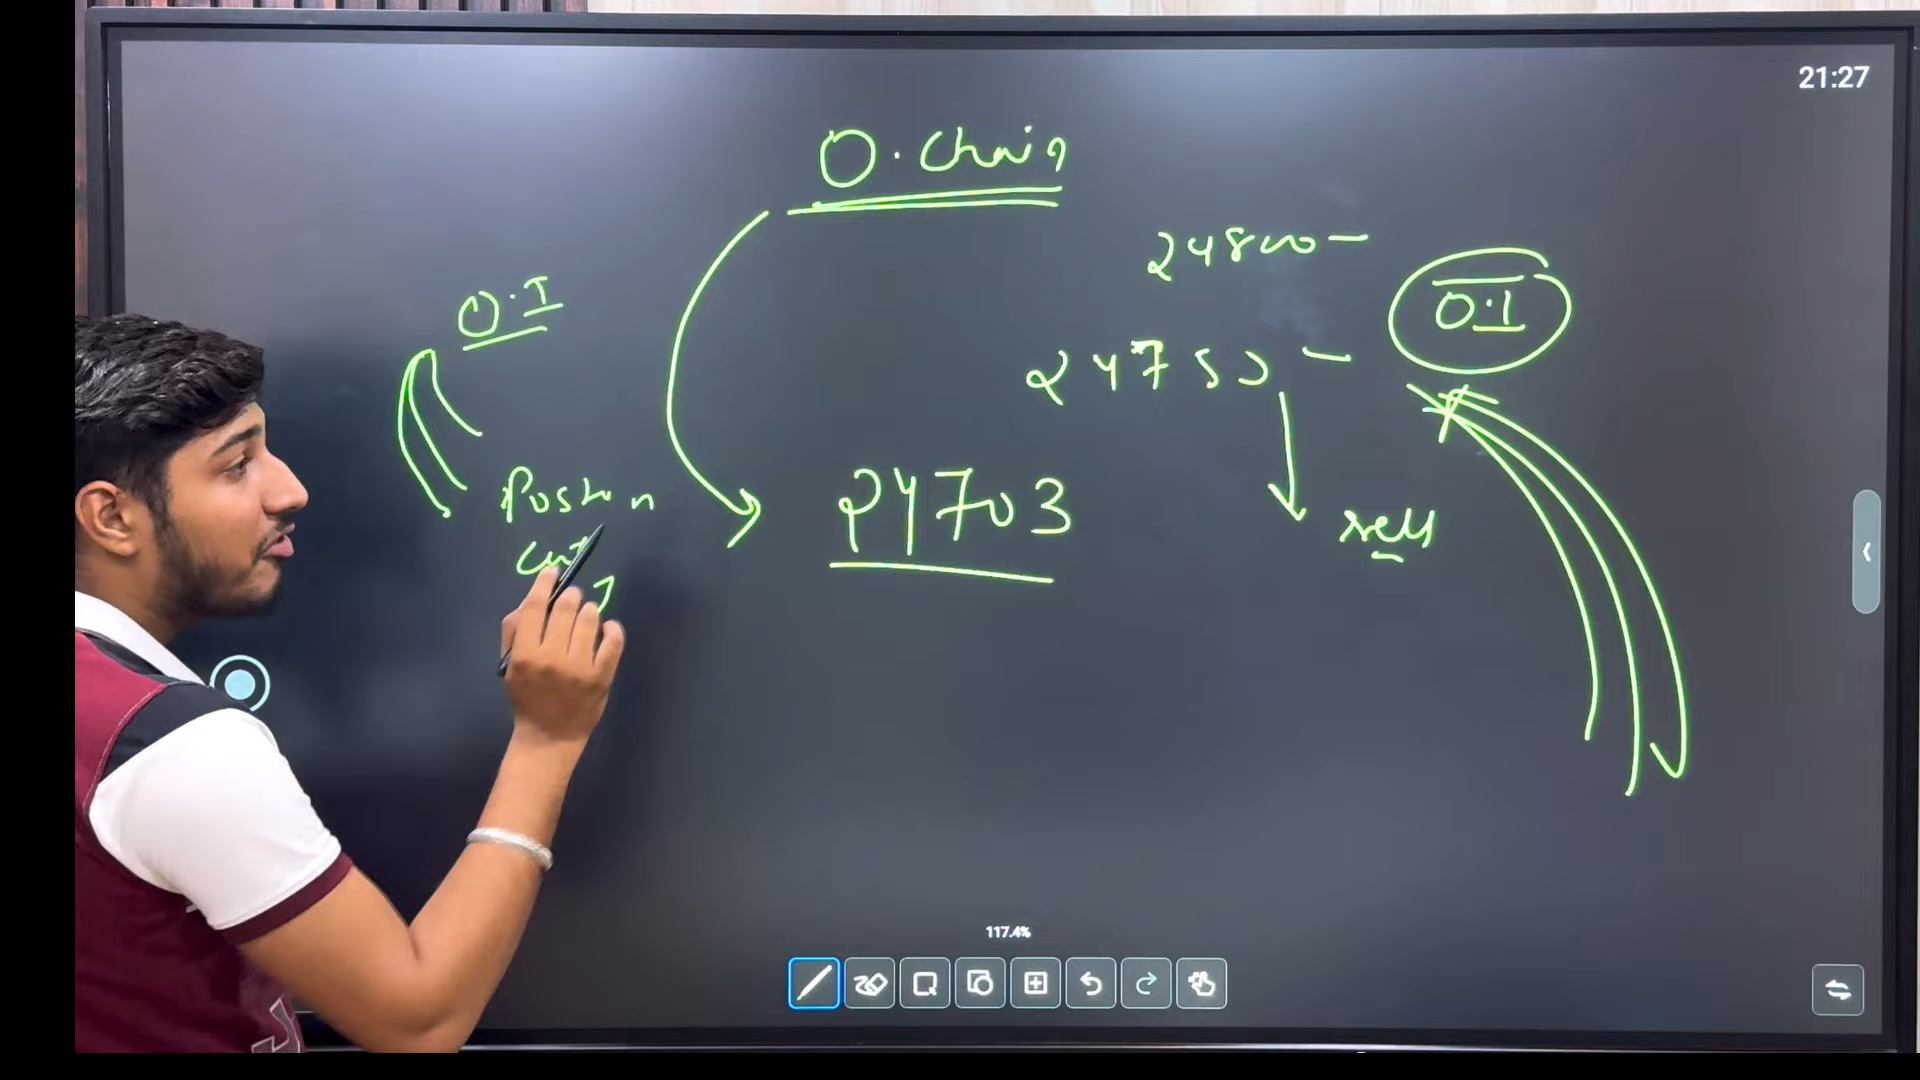 21:27
O. Chain
24800 -
O.I
O.I
24750 -
24703
sell
Position
117.4%